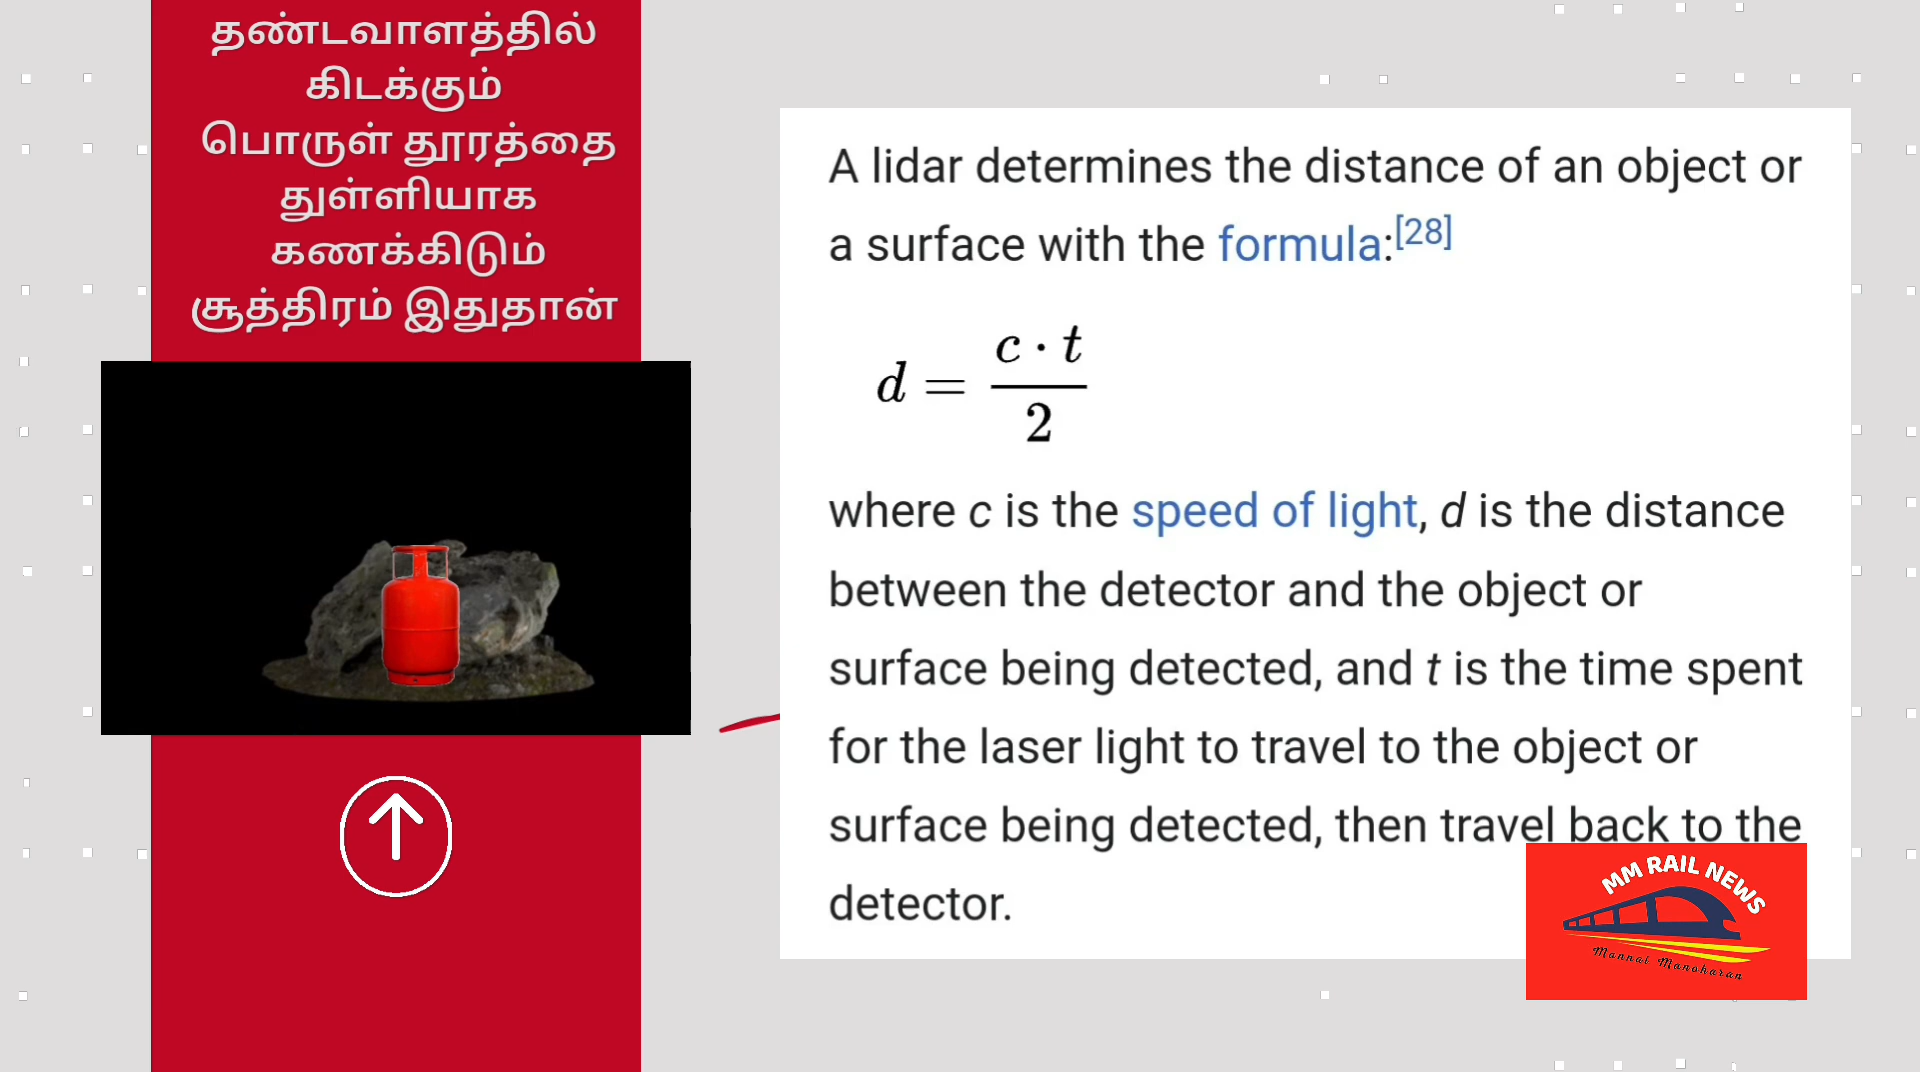 தண்டவாளத்தில்
கிடக்கும்
பொருள் தூரத்தை
துள்ளியாக
கணக்கிடும்
சூத்திரம் இதுதான்
A lidar determines the distance of an object or
a surface with the formula:[28]
d = c · t / 2
where c is the speed of light, d is the distance
between the detector and the object or
surface being detected, and t is the time spent
for the laser light to travel to the object or
surface being detected, then travel back to the
detector.
MM RAIL NEWS
Mannai Manoharan